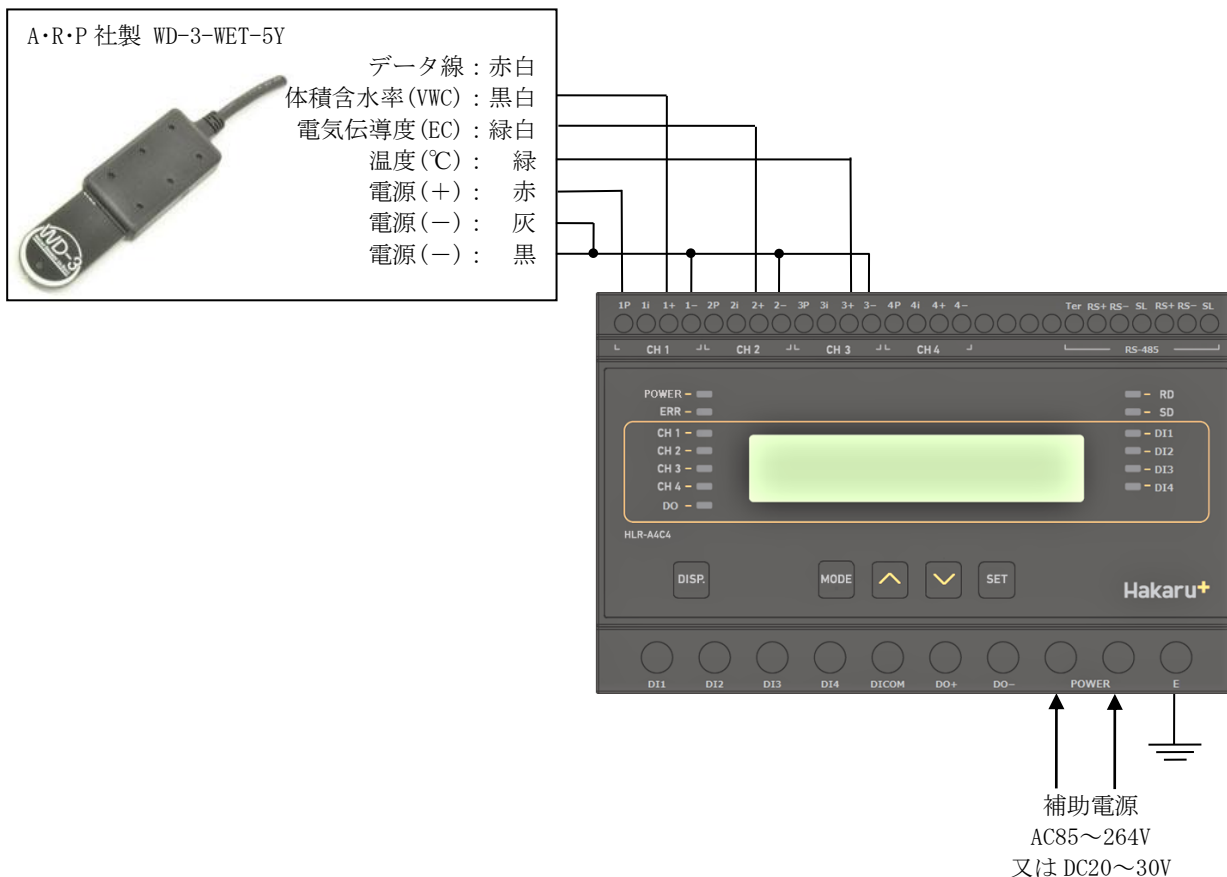 A・R・P 社製 WD-3-WET-5Y
データ線：赤白
体積含水率(VWC)：黒白
電気伝導度(EC)：緑白
温度(℃)： 緑
電源(＋)： 赤
電源(－)： 灰
電源(－)： 黒
WD-3
1P 1i 1+ 1- 2P 2i 2+ 2- 3P 3i 3+ 3- 4P 4i 4+ 4- Ter RS+ RS- SL RS+ RS- SL
CH 1 CH 2 CH 3 CH 4 RS-485
POWER RD
ERR SD
CH 1 DI1
CH 2 DI2
CH 3 DI3
CH 4 DI4
DO
HLR-A4C4
DISP. MODE SET
Hakaru+
DI1 DI2 DI3 DI4 DICOM DO+ DO- POWER E
補助電源
AC85～264V
又は DC20～30V